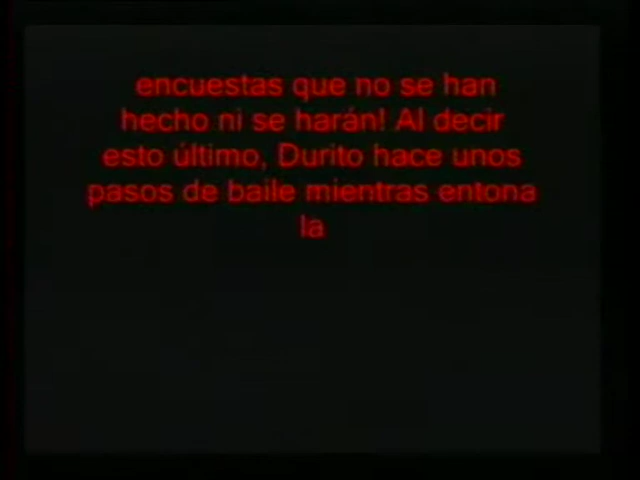 encuestas que no se han
hecho ni se harán! Al decir
esto último, Durito hace unos
pasos de baile mientras entona
la